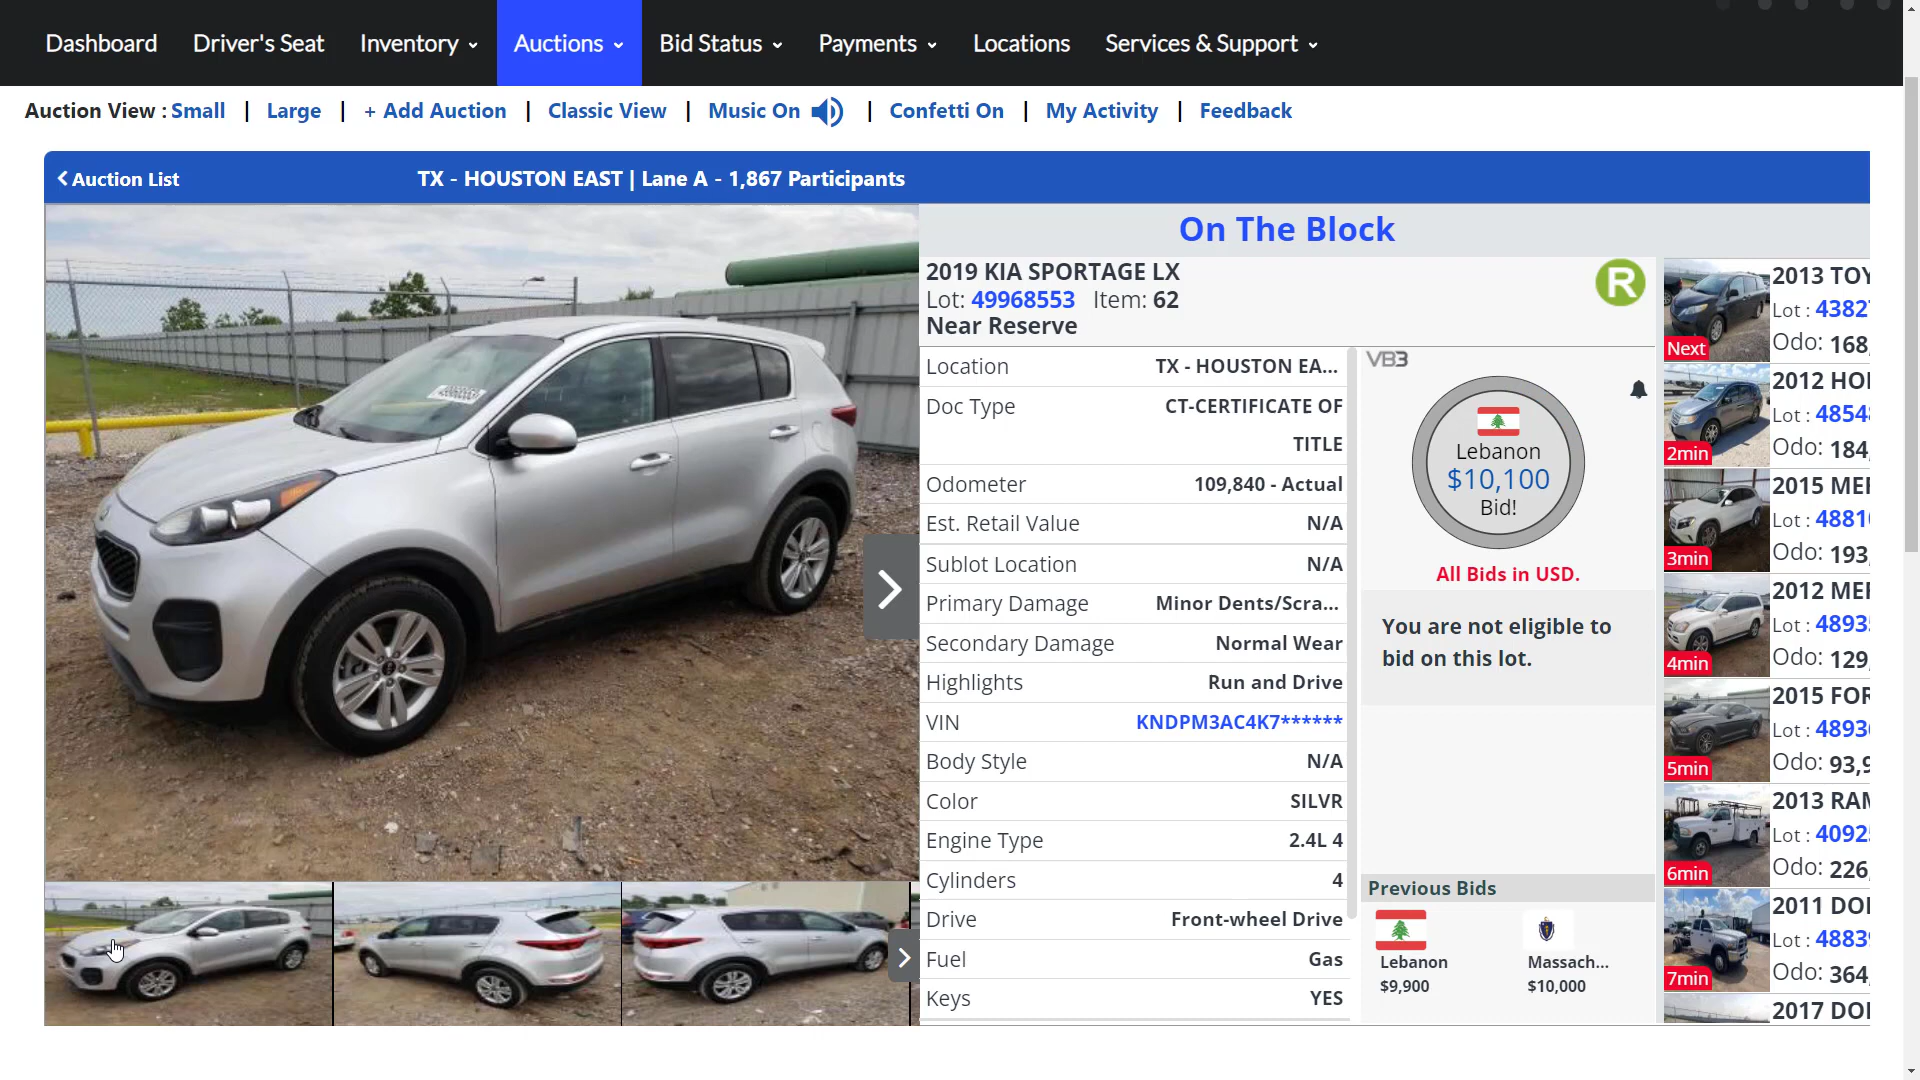 Dashboard
Driver's Seat
Inventory
Auctions
Bid Status
Payments
Locations
Services & Support
Auction View : Small | Large | + Add Auction | Classic View | Music On | Confetti On | My Activity | Feedback
Auction List
TX - HOUSTON EAST | Lane A - 1,867 Participants
On The Block
2019 KIA SPORTAGE LX
Lot: 49968553 Item: 62
Near Reserve
R
Location TX - HOUSTON EA...
Doc Type CT-CERTIFICATE OF
TITLE
Odometer 109,840 - Actual
Est. Retail Value N/A
Sublot Location N/A
Primary Damage Minor Dents/Scra...
Secondary Damage Normal Wear
Highlights Run and Drive
VIN KNDPM3AC4K7******
Body Style N/A
Color SILVR
Engine Type 2.4L 4
Cylinders 4
Drive Front-wheel Drive
Fuel Gas
Keys YES
VB3
Lebanon
$10,100
Bid!
All Bids in USD.
You are not eligible to
bid on this lot.
Previous Bids
Lebanon
$9,900
Massach...
$10,000
2013 TOY
Lot : 4382
Odo: 168,
Next
2012 HO
Lot : 4854
Odo: 184,
2min
2015 MER
Lot : 4881
Odo: 193,
3min
2012 MER
Lot : 4893
Odo: 129,
4min
2015 FOR
Lot : 4893
Odo: 93,9
5min
2013 RAM
Lot : 4092
Odo: 226,
6min
2011 DO
Lot : 4883
Odo: 364,
7min
2017 DO